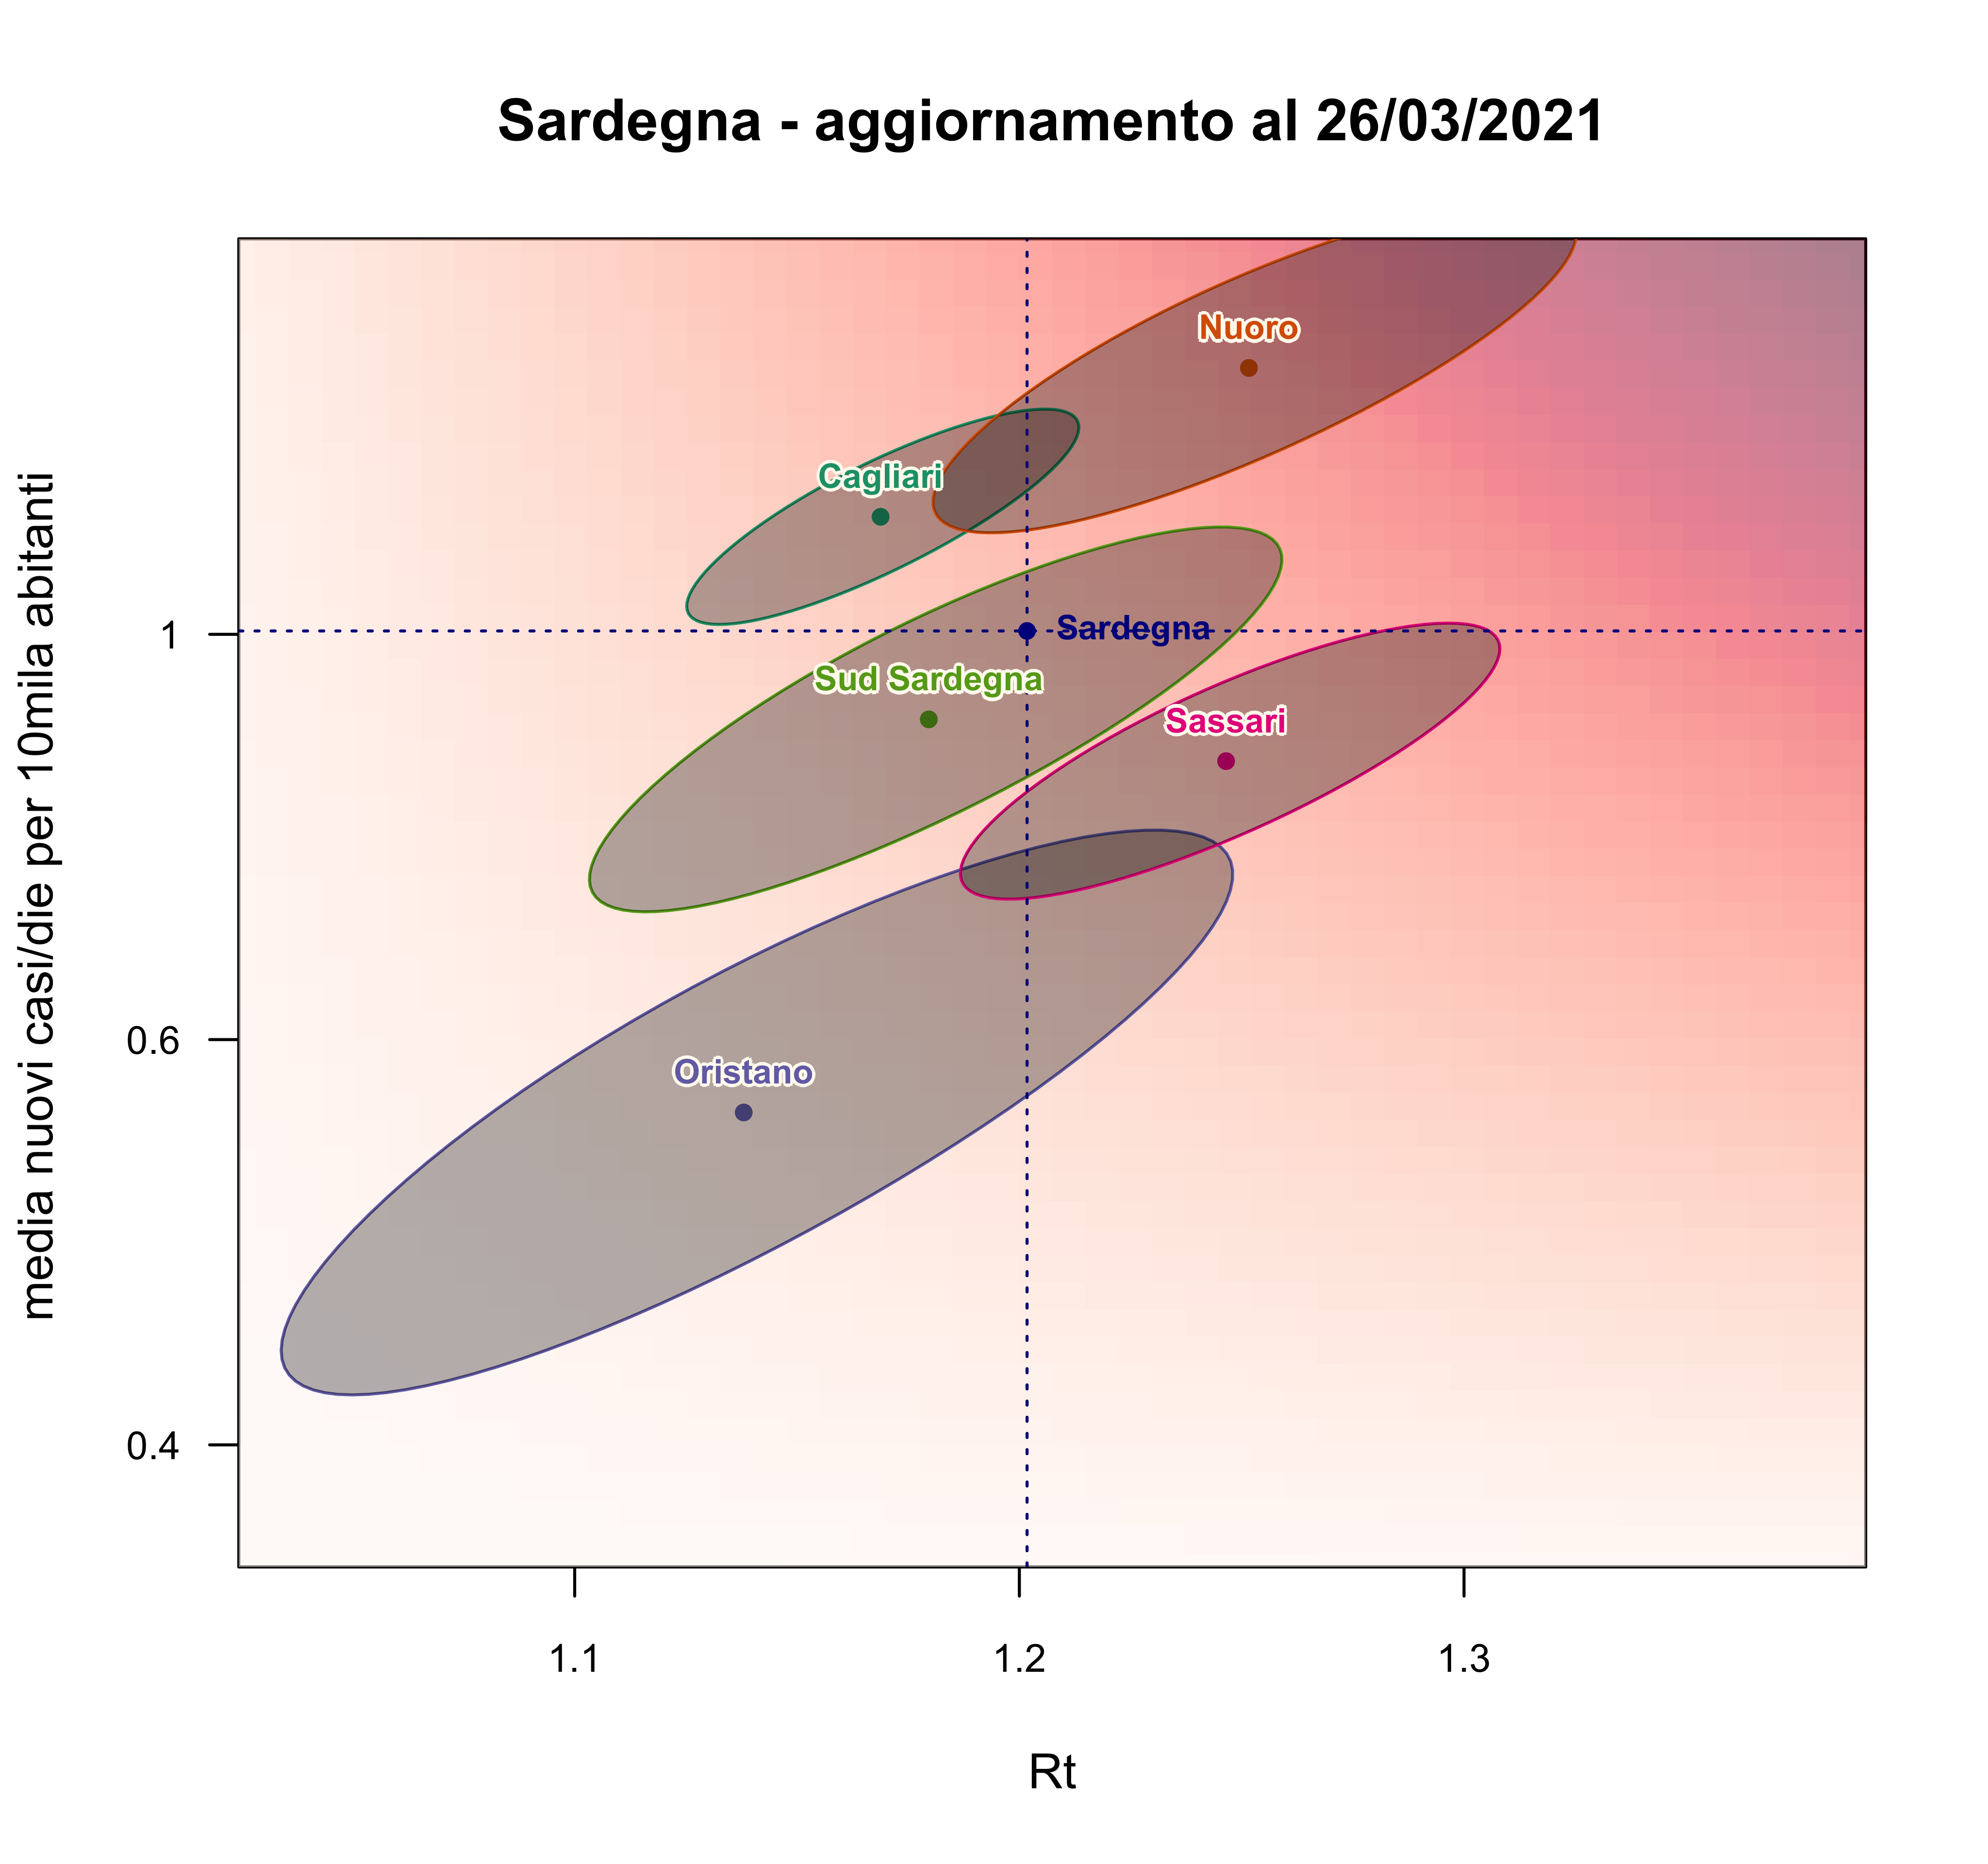 Sardegna - aggiornamento al 26/03/2021
media nuovi casi/die per 10mila abitanti
1
0.6
0.4
Nuoro
Cagliari
Sardegna
Sud Sardegna
Sassari
Oristano
1.1
1.2
1.3
Rt